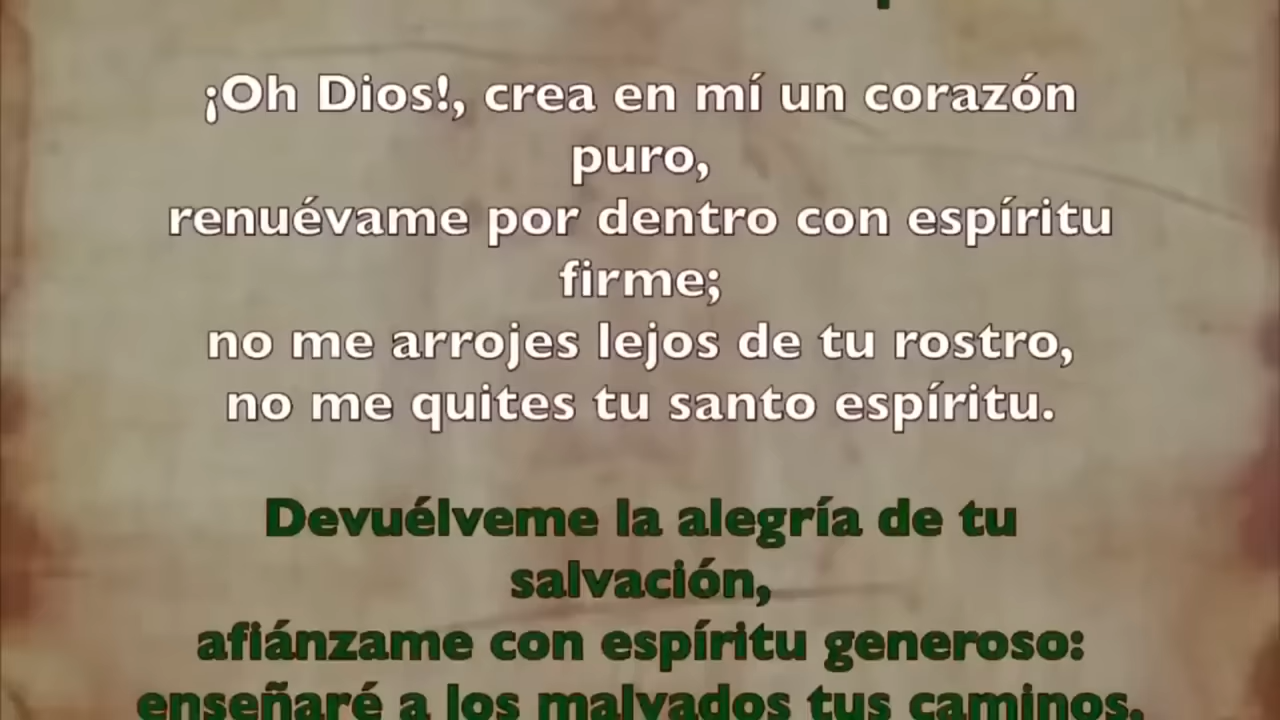 ¡Oh Dios!, crea en mí un corazón
puro,
renuévame por dentro con espíritu
firme;
no me arrojes lejos de tu rostro,
no me quites tu santo espíritu.
Devuélveme la alegría de tu
salvación,
afiánzame con espíritu generoso:
enseñaré a los malvados tus caminos,